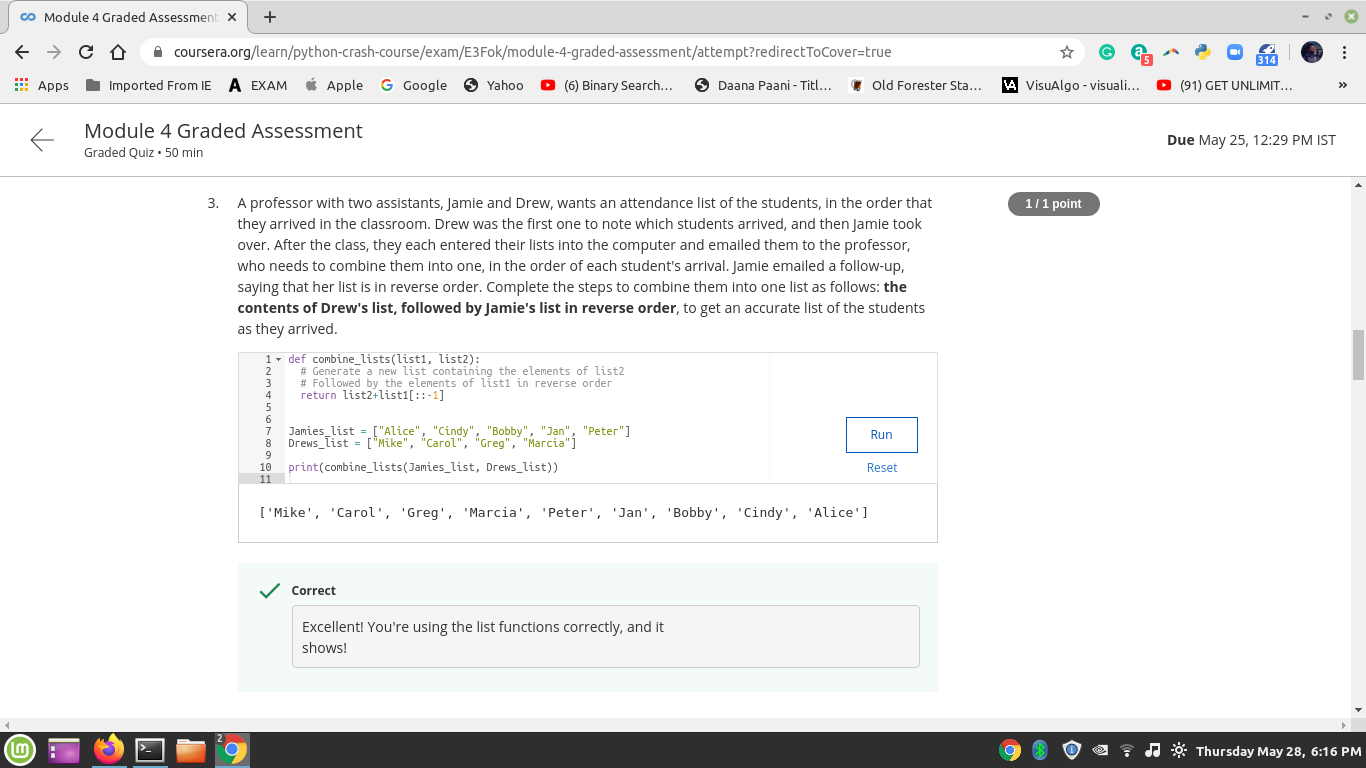 Module 4 Graded Assessment
coursera.org/learn/python-crash-course/exam/E3Fok/module-4-graded-assessment/attempt?redirectToCover=true
5
314
Apps Imported From IE EXAM Apple Google Yahoo (6) Binary Search... Daana Paani - Titl... Old Forester Sta... VisuAlgo - visuali... (91) GET UNLIMIT... »
Module 4 Graded Assessment
Graded Quiz • 50 min
Due May 25, 12:29 PM IST
3. A professor with two assistants, Jamie and Drew, wants an attendance list of the students, in the order that
they arrived in the classroom. Drew was the first one to note which students arrived, and then Jamie took
over. After the class, they each entered their lists into the computer and emailed them to the professor,
who needs to combine them into one, in the order of each student's arrival. Jamie emailed a follow-up,
saying that her list is in reverse order. Complete the steps to combine them into one list as follows: the
contents of Drew's list, followed by Jamie's list in reverse order, to get an accurate list of the students
as they arrived.
1 / 1 point
1 def combine_lists(list1, list2):
2 # Generate a new list containing the elements of list2
3 # Followed by the elements of list1 in reverse order
4 return list2+list1[::-1]
5
6
7 Jamies_list = ["Alice", "Cindy", "Bobby", "Jan", "Peter"]
8 Drews_list = ["Mike", "Carol", "Greg", "Marcia"]
9
10 print(combine_lists(Jamies_list, Drews_list))
11
Run
Reset
['Mike', 'Carol', 'Greg', 'Marcia', 'Peter', 'Jan', 'Bobby', 'Cindy', 'Alice']
Correct
Excellent! You're using the list functions correctly, and it
shows!
2
Thursday May 28, 6:16 PM